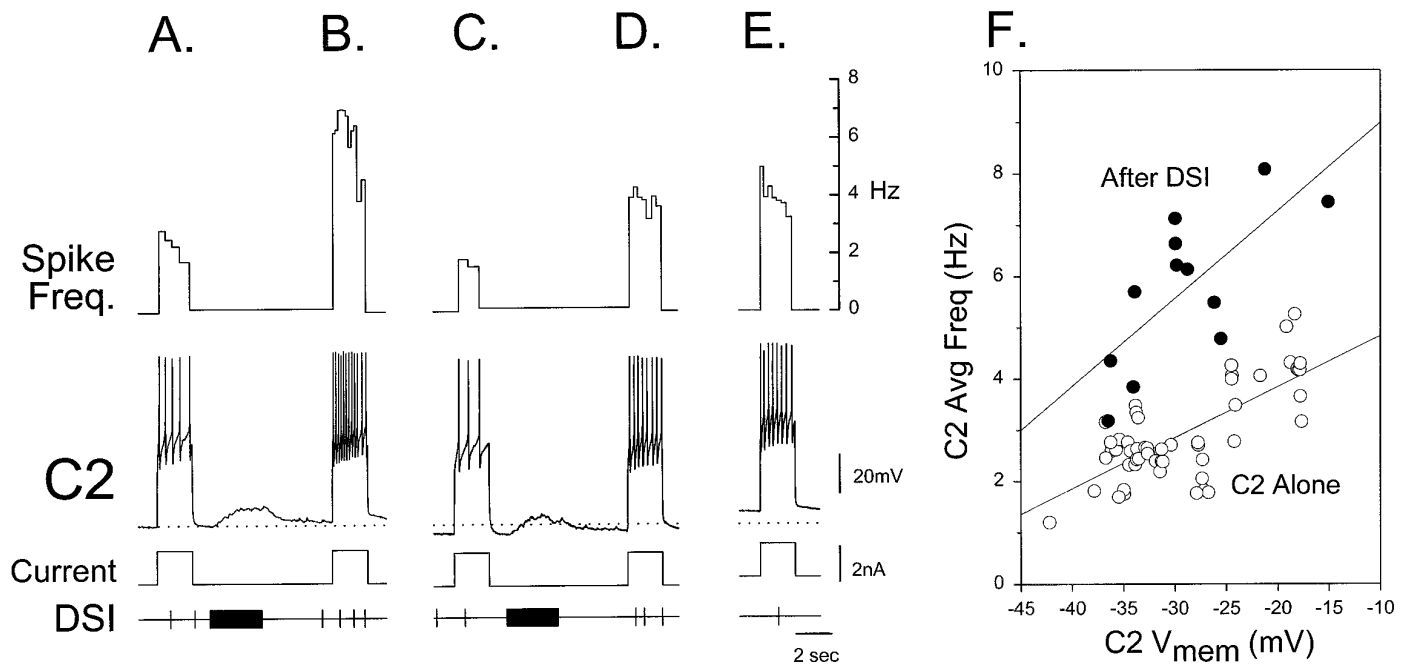 A.
B.
C.
D.
E.
F.
8
6
4
2
0
Hz
Spike
Freq.
C2
20mV
Current
2nA
DSI
2 sec
10
8
6
4
2
0
C2 Avg Freq (Hz)
After DSI
C2 Alone
-45 -40 -35 -30 -25 -20 -15 -10
C2 Vmem (mV)